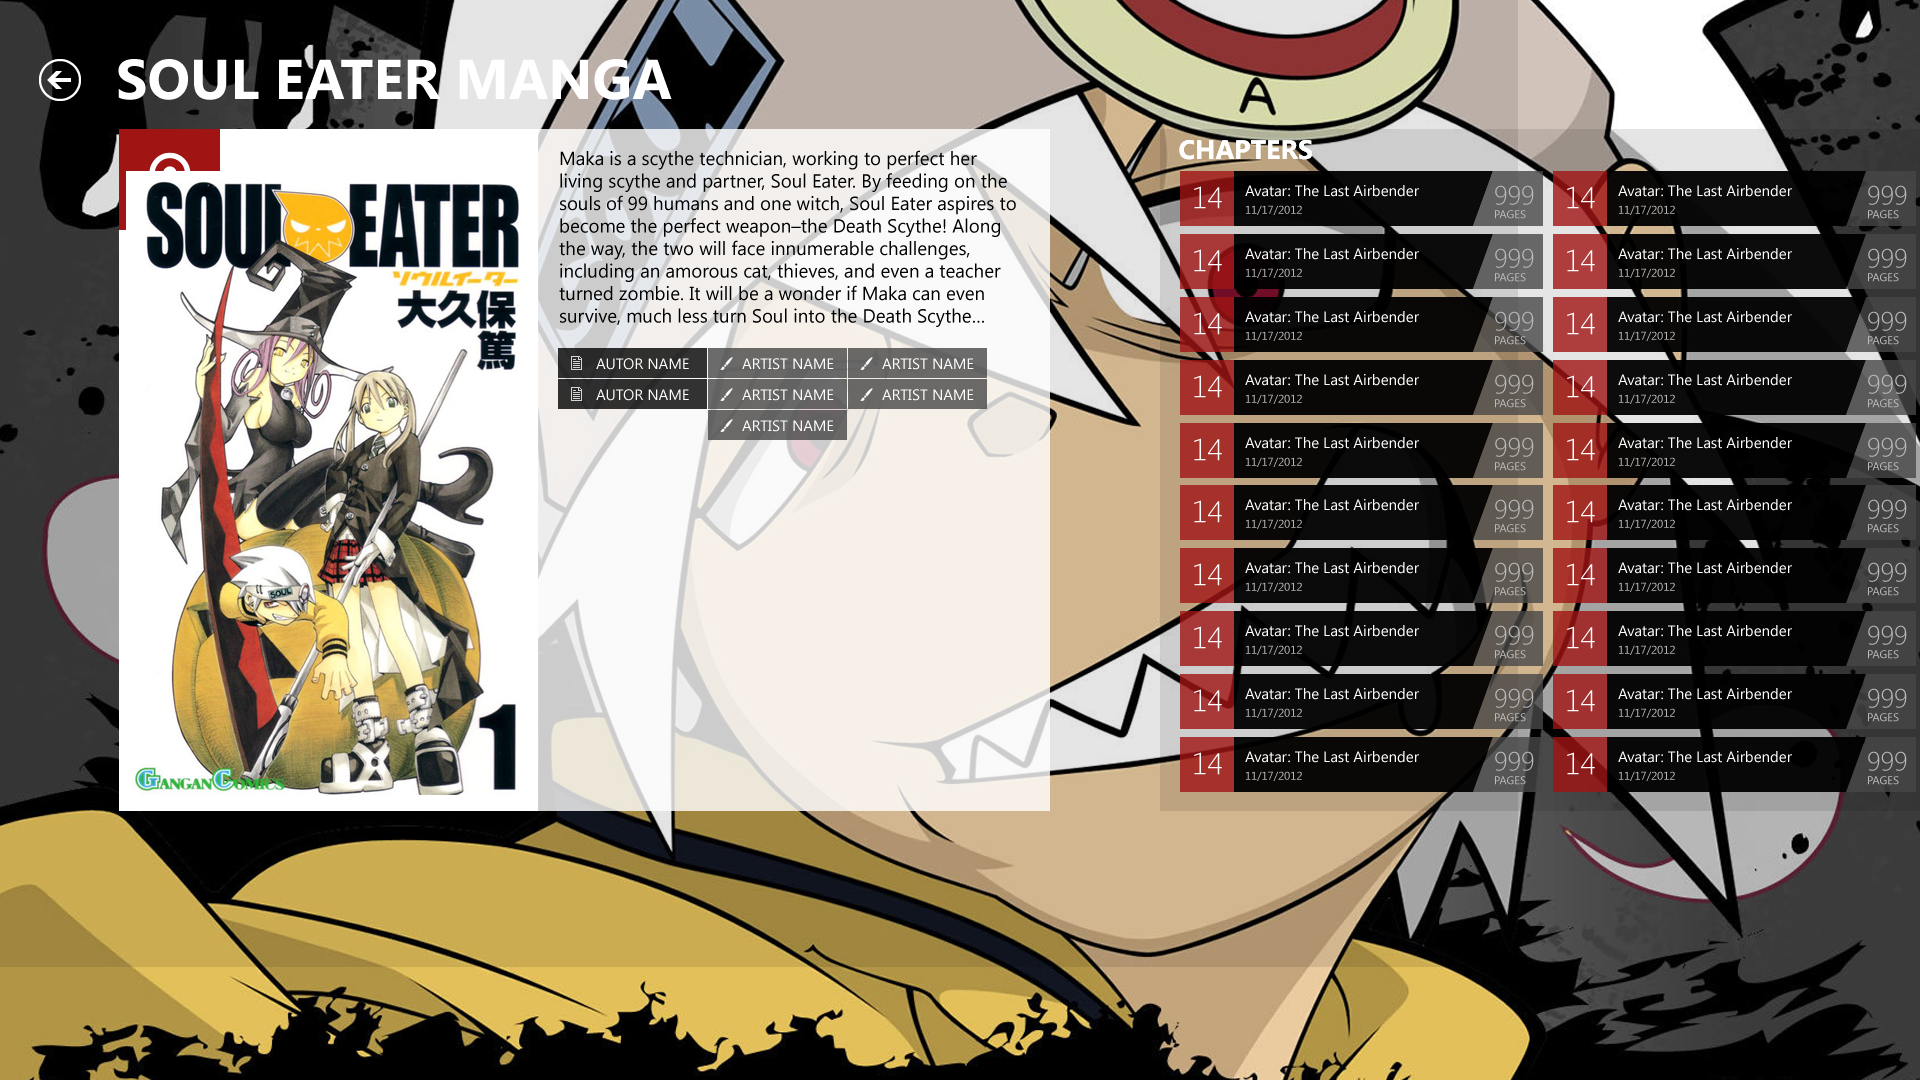 SOUL EATER MANGA
SOUL EATER
ソウルイーター
大久保
篤
SOUL
1
GANGAN COMICS
Maka is a scythe technician, working to perfect her
living scythe and partner, Soul Eater. By feeding on the
souls of 99 humans and one witch, Soul Eater aspires to
become the perfect weapon–the Death Scythe! Along
the way, the two will face innumerable challenges,
including an amorous cat, thieves, and even a teacher
turned zombie. It will be a wonder if Maka can even
survive, much less turn Soul into the Death Scythe...
AUTOR NAME ARTIST NAME ARTIST NAME
AUTOR NAME ARTIST NAME ARTIST NAME
ARTIST NAME
A
CHAPTERS
14 Avatar: The Last Airbender 999 14 Avatar: The Last Airbender 999
11/17/2012 PAGES 11/17/2012 PAGES
14 Avatar: The Last Airbender 999 14 Avatar: The Last Airbender 999
11/17/2012 PAGES 11/17/2012 PAGES
14 Avatar: The Last Airbender 999 14 Avatar: The Last Airbender 999
11/17/2012 PAGES 11/17/2012 PAGES
14 Avatar: The Last Airbender 999 14 Avatar: The Last Airbender 999
11/17/2012 PAGES 11/17/2012 PAGES
14 Avatar: The Last Airbender 999 14 Avatar: The Last Airbender 999
11/17/2012 PAGES 11/17/2012 PAGES
14 Avatar: The Last Airbender 999 14 Avatar: The Last Airbender 999
11/17/2012 PAGES 11/17/2012 PAGES
14 Avatar: The Last Airbender 999 14 Avatar: The Last Airbender 999
11/17/2012 PAGES 11/17/2012 PAGES
14 Avatar: The Last Airbender 999 14 Avatar: The Last Airbender 999
11/17/2012 PAGES 11/17/2012 PAGES
14 Avatar: The Last Airbender 999 14 Avatar: The Last Airbender 999
11/17/2012 PAGES 11/17/2012 PAGES
14 Avatar: The Last Airbender 999 14 Avatar: The Last Airbender 999
11/17/2012 PAGES 11/17/2012 PAGES